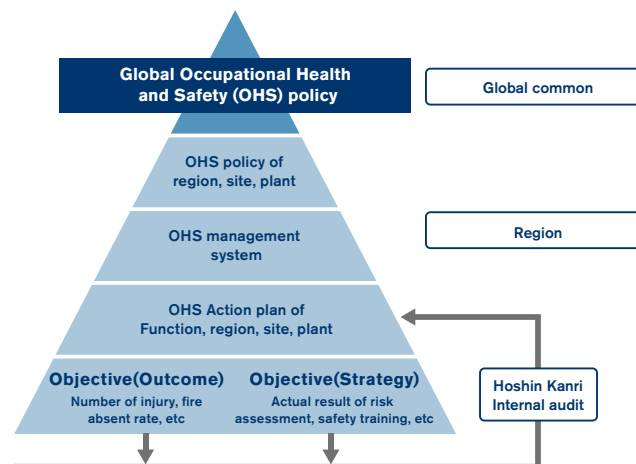 Global Occupational Health
and Safety (OHS) policy
Global common
OHS policy of
region, site, plant
OHS management
system
Region
OHS Action plan of
Function, region, site, plant
Objective(Outcome)
Number of injury, fire
absent rate, etc
Objective(Strategy)
Actual result of risk
assessment, safety training, etc
Hoshin Kanri
Internal audit